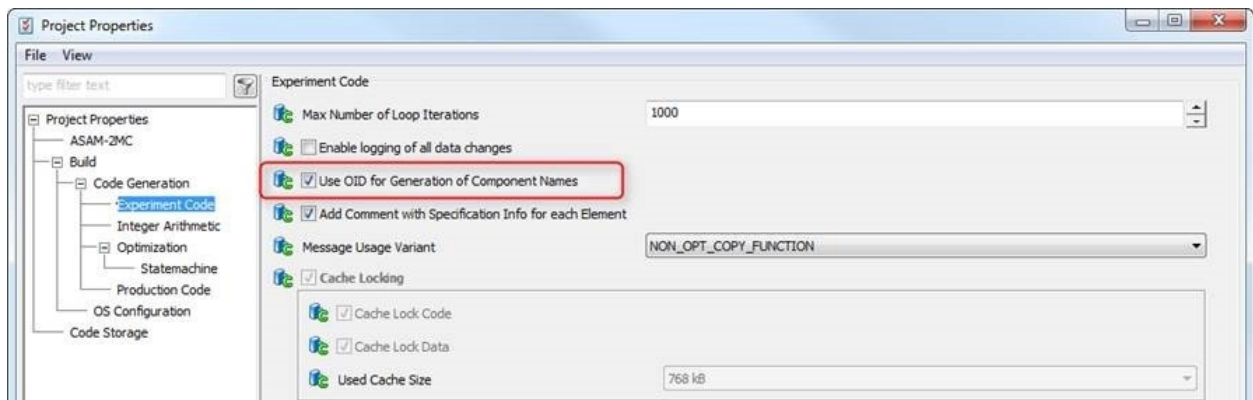 Project Properties
File View
type filter text
Project Properties
ASAM-2MC
Build
Code Generation
Experiment Code
Integer Arithmetic
Optimization
Statemachine
Production Code
OS Configuration
Code Storage
Experiment Code
Max Number of Loop Iterations 1000
Enable logging of all data changes
Use OID for Generation of Component Names
Add Comment with Specification Info for each Element
Message Usage Variant NON_OPT_COPY_FUNCTION
Cache Locking
Cache Lock Code
Cache Lock Data
Used Cache Size 768 kB